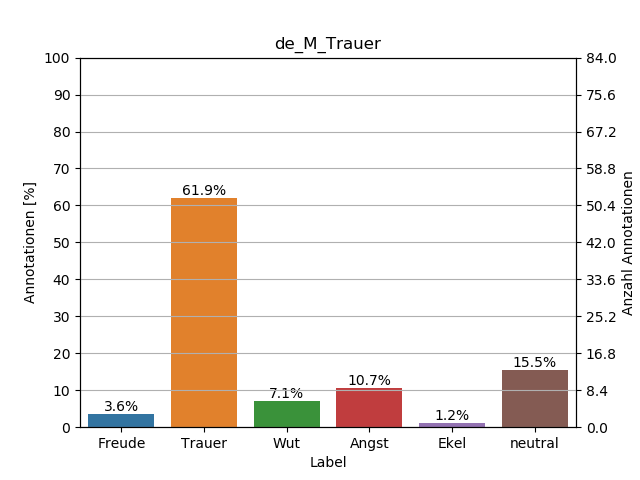 de_M_Trauer
100
90
80
70
60
50
40
30
20
10
0
Annotationen [%]
84.0
75.6
67.2
58.8
50.4
42.0
33.6
25.2
16.8
8.4
0.0
Anzahl Annotationen
3.6%
61.9%
7.1%
10.7%
1.2%
15.5%
Freude
Trauer
Wut
Angst
Ekel
neutral
Label